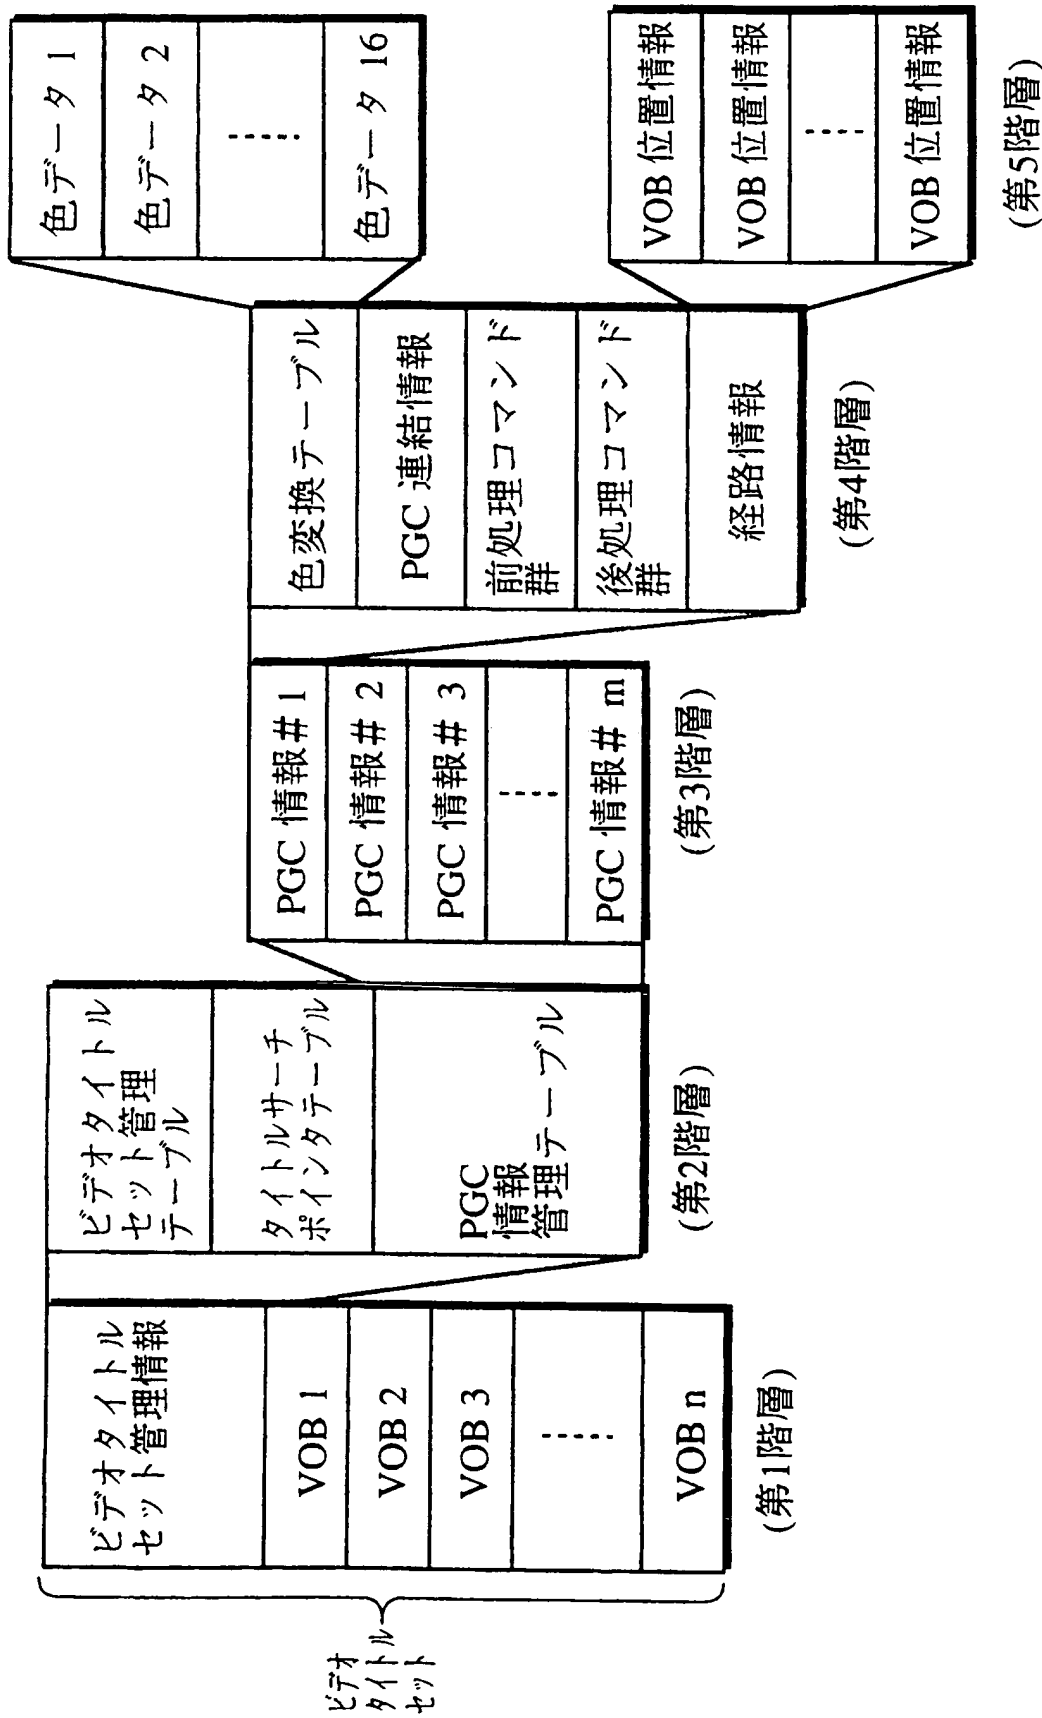 ビデオ
タイトル
セット
ビデオタイトル
セット管理情報
VOB 1
VOB 2
VOB 3
VOB n
(第1階層)
ビデオタイトル
セット管理
テーブル
タイトルサーチ
ポインタテーブル
PGC
情報
管理テーブル
(第2階層)
PGC 情報# 1
PGC 情報# 2
PGC 情報# 3
PGC 情報# m
(第3階層)
色変換テーブル
PGC 連結情報
前処理コマンド
群
後処理コマンド
群
経路情報
(第4階層)
色データ 1
色データ 2
色データ 16
VOB 位置情報
VOB 位置情報
VOB 位置情報
(第5階層)